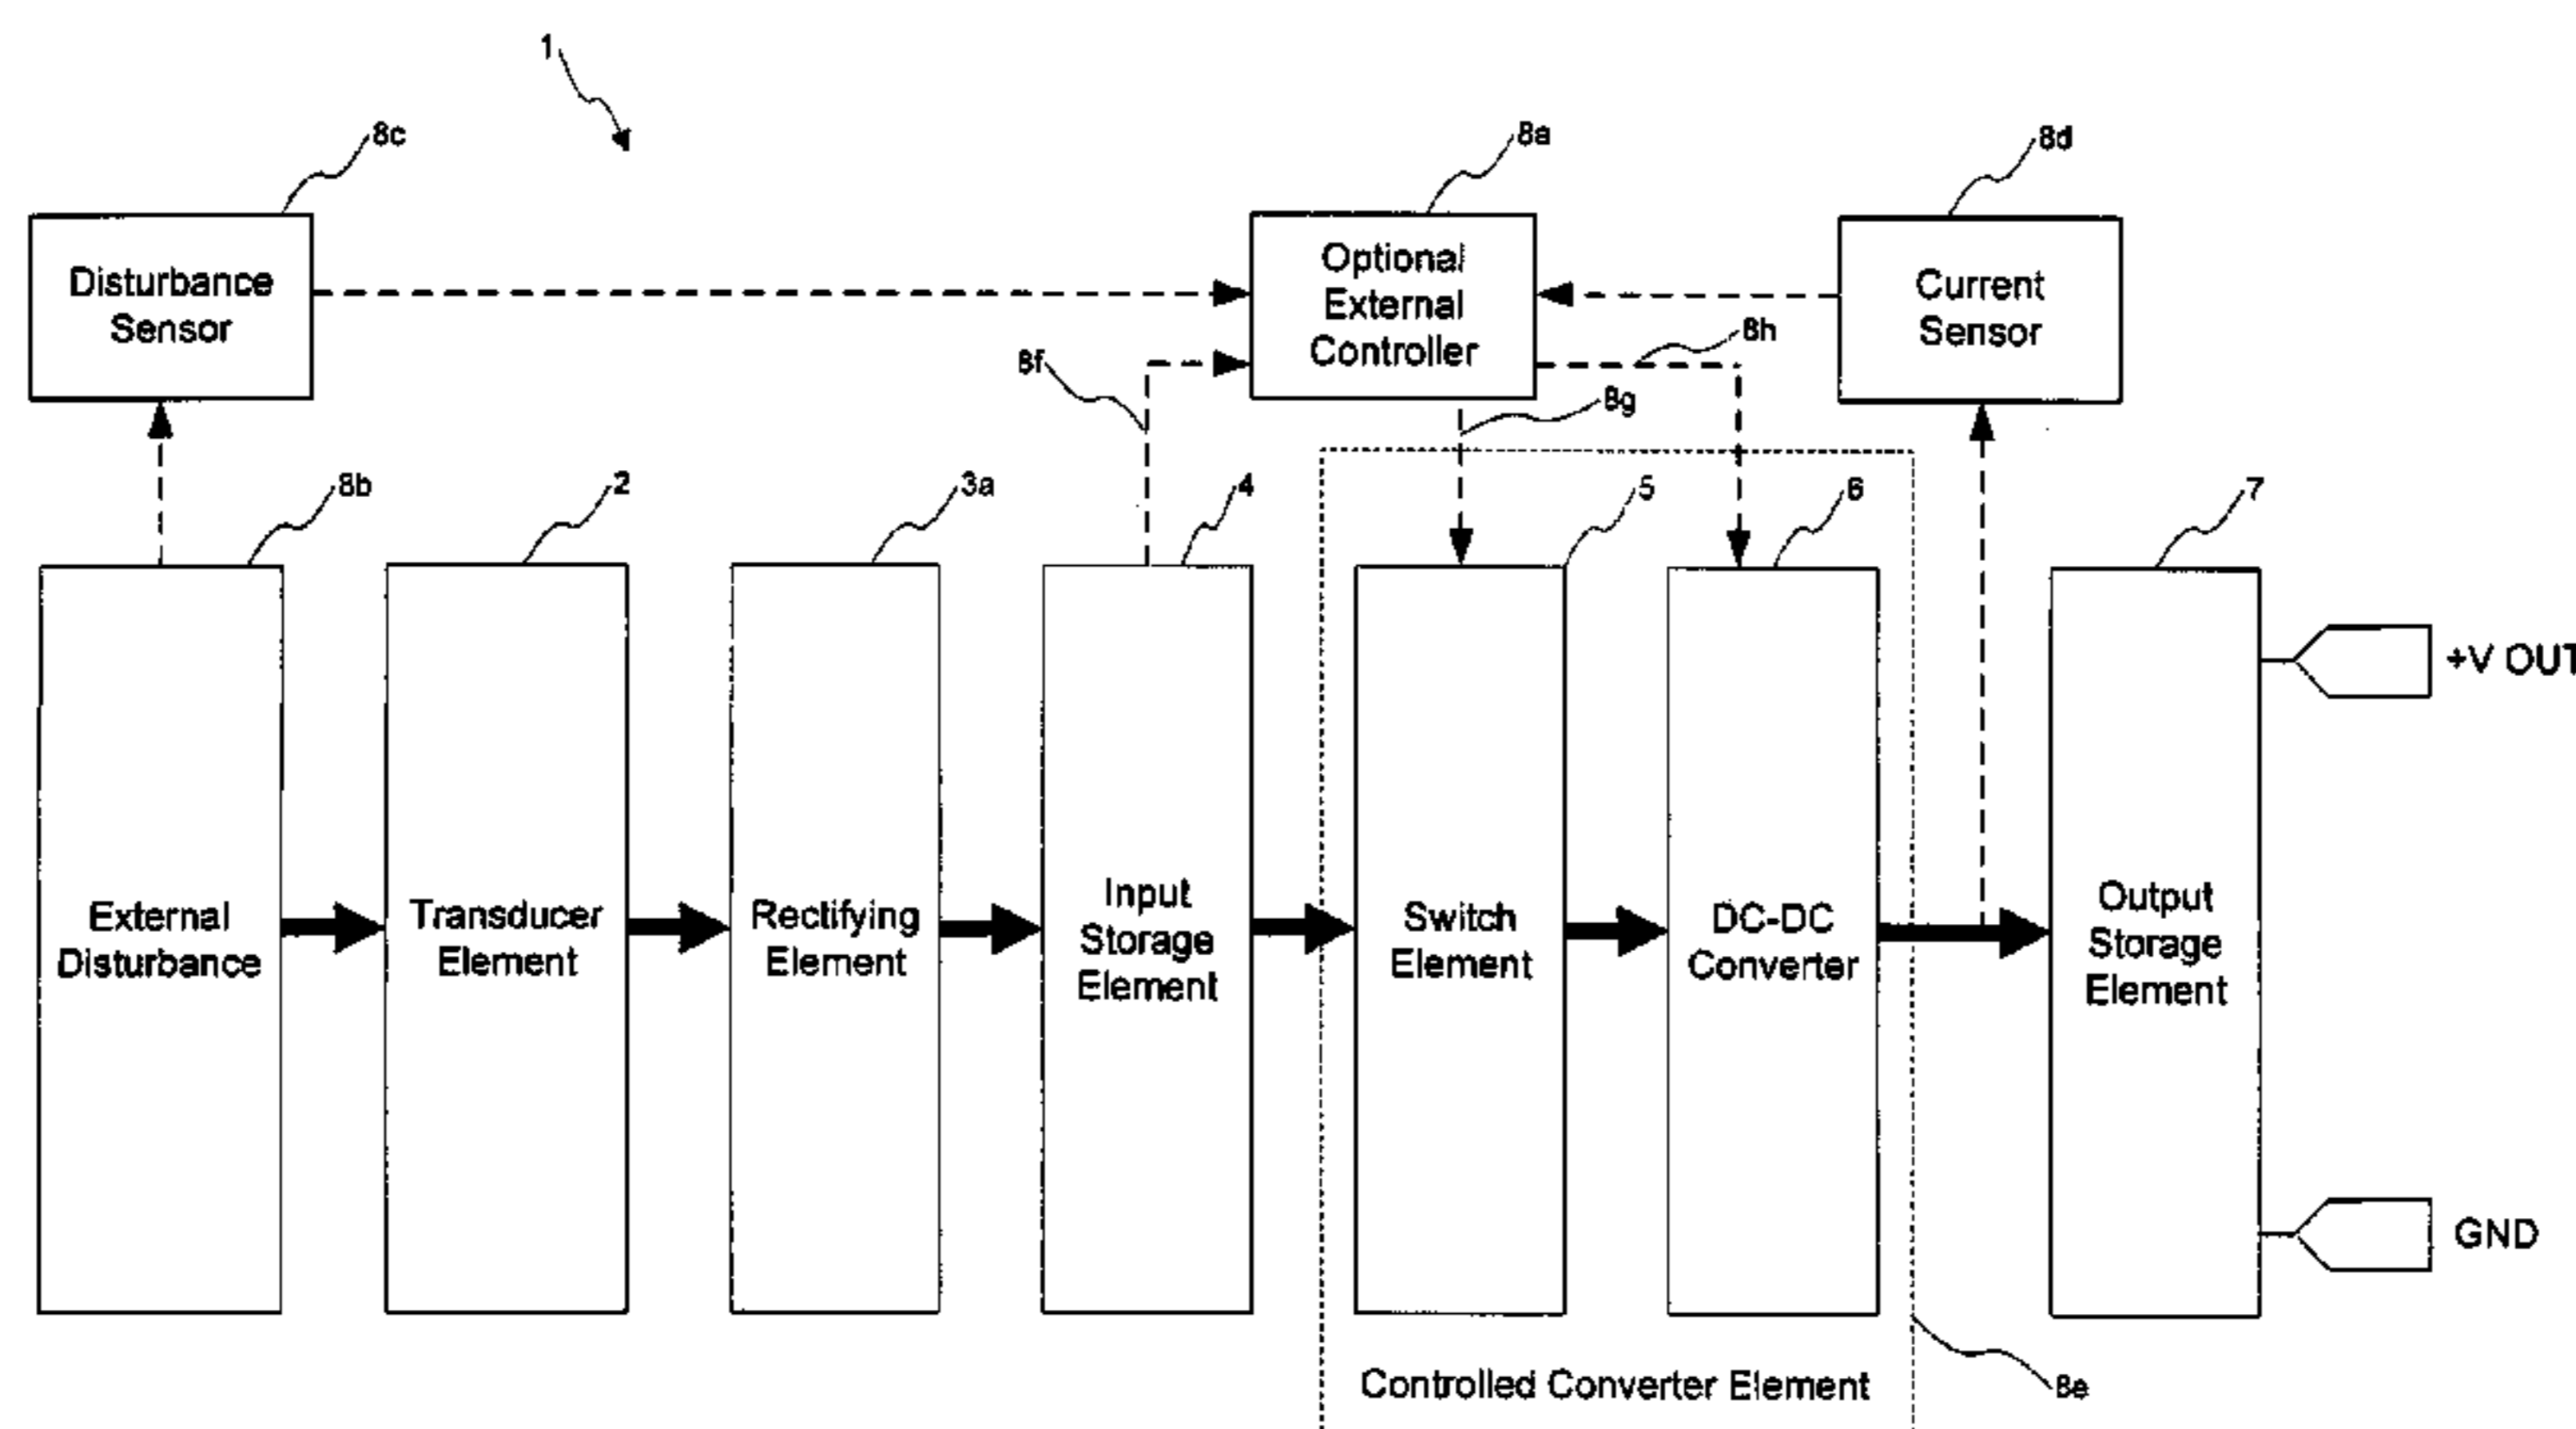 1
8c
8a
8d
Disturbance
Sensor
Optional
External
Controller
Current
Sensor
8f
8h
8g
8b
2
3a
4
5
6
7
External
Disturbance
Transducer
Element
Rectifying
Element
Input
Storage
Element
Switch
Element
DC-DC
Converter
Output
Storage
Element
+V OUT
GND
Controlled Converter Element
8e